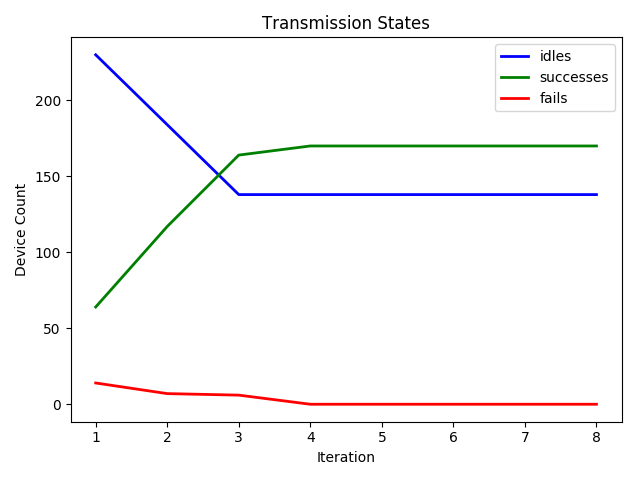 Transmission States
idles
successes
fails
Device Count
200
150
100
50
0
1 2 3 4 5 6 7 8
Iteration